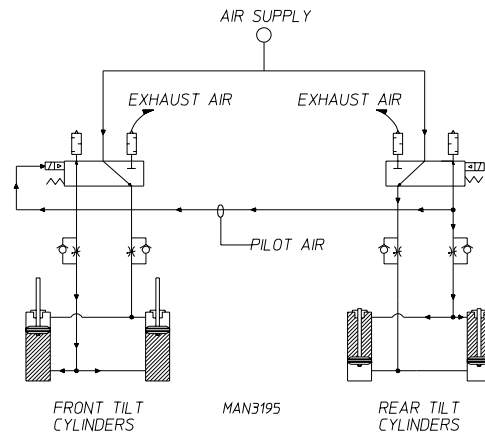 AIR SUPPLY
EXHAUST AIR
EXHAUST AIR
PILOT AIR
FRONT TILT
CYLINDERS
MAN3195
REAR TILT
CYLINDERS